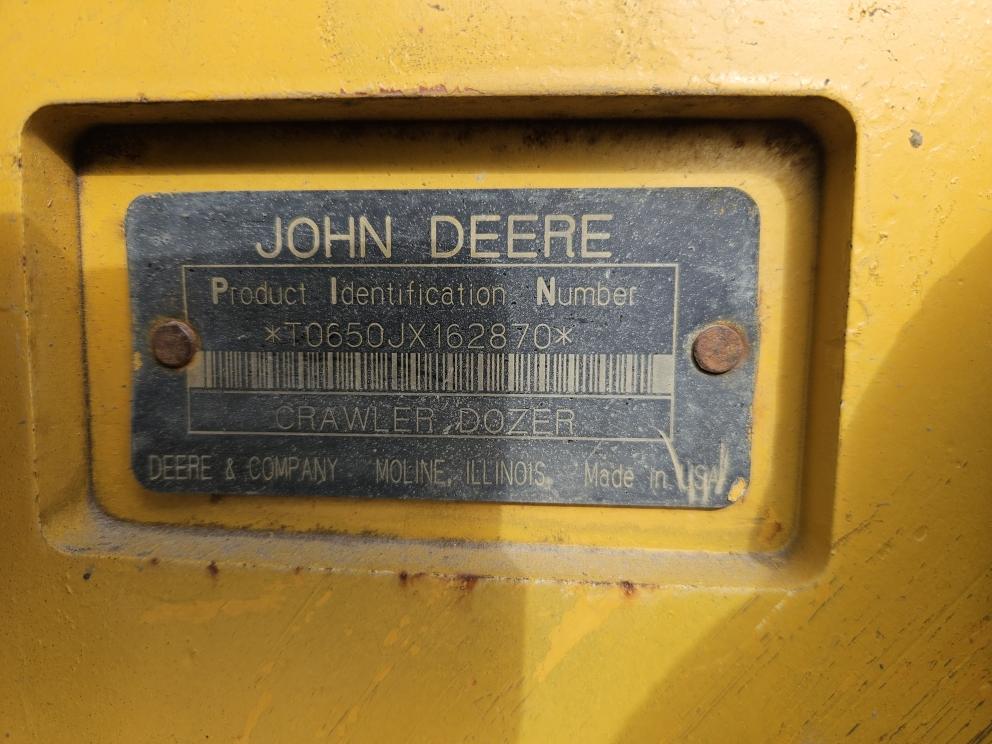 JOHN DEERE
Product Identification Number
*T0650JX162870*
CRAWLER DOZER
DEERE & COMPANY MOLINE, ILLINOIS Made in USA